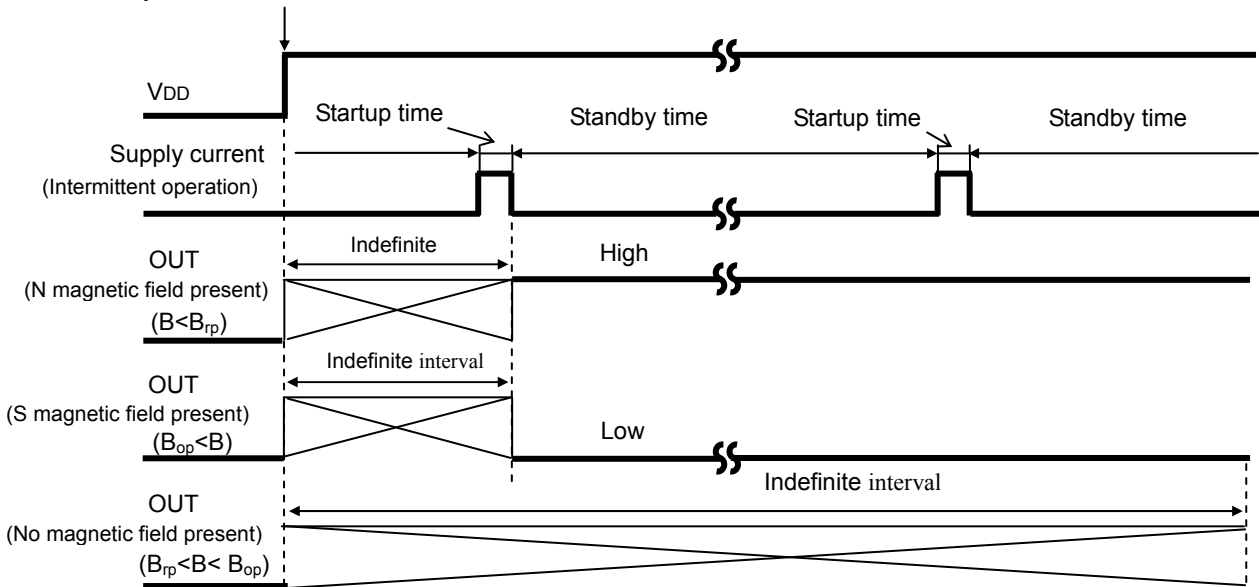 VDD
Startup time
Standby time
Startup time
Standby time
Supply current
(Intermittent operation)
Indefinite
High
OUT
(N magnetic field present)
(B<Brp)
Indefinite interval
OUT
(S magnetic field present)
(Bop<B)
Low
Indefinite interval
OUT
(No magnetic field present)
(Brp<B< Bop)